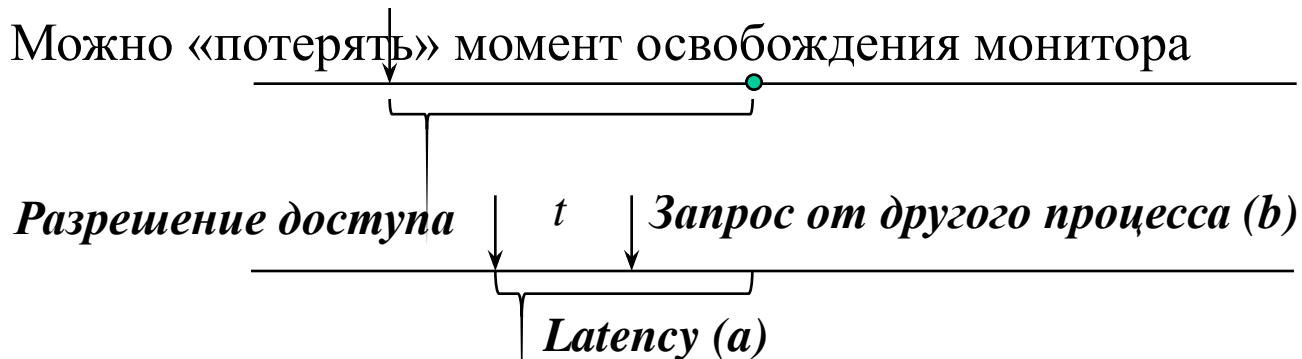 Можно «потерять» момент освобождения монитора
Разрешение доступа t Запрос от другого процесса (b)
Latency (a)